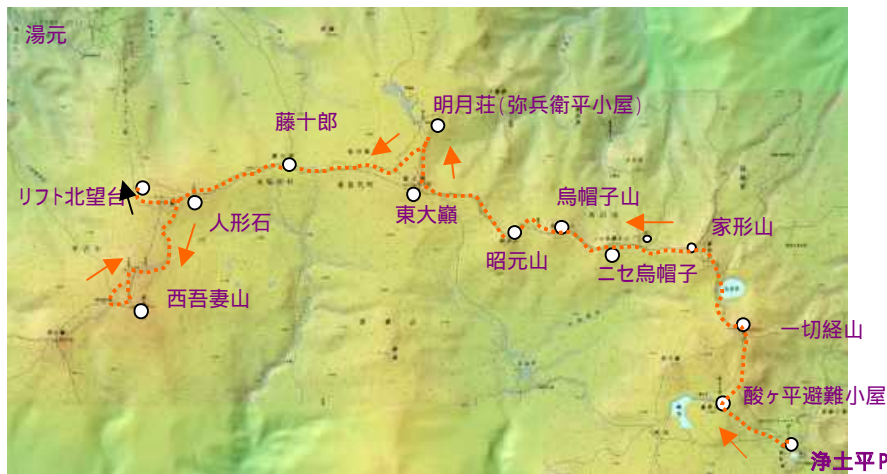 湯元
明月荘(弥兵衛平小屋)
藤十郎
リフト北望台
人形石
東大巓
烏帽子山
家形山
昭元山
ニセ烏帽子
西吾妻山
一切経山
酸ヶ平避難小屋
浄土平P